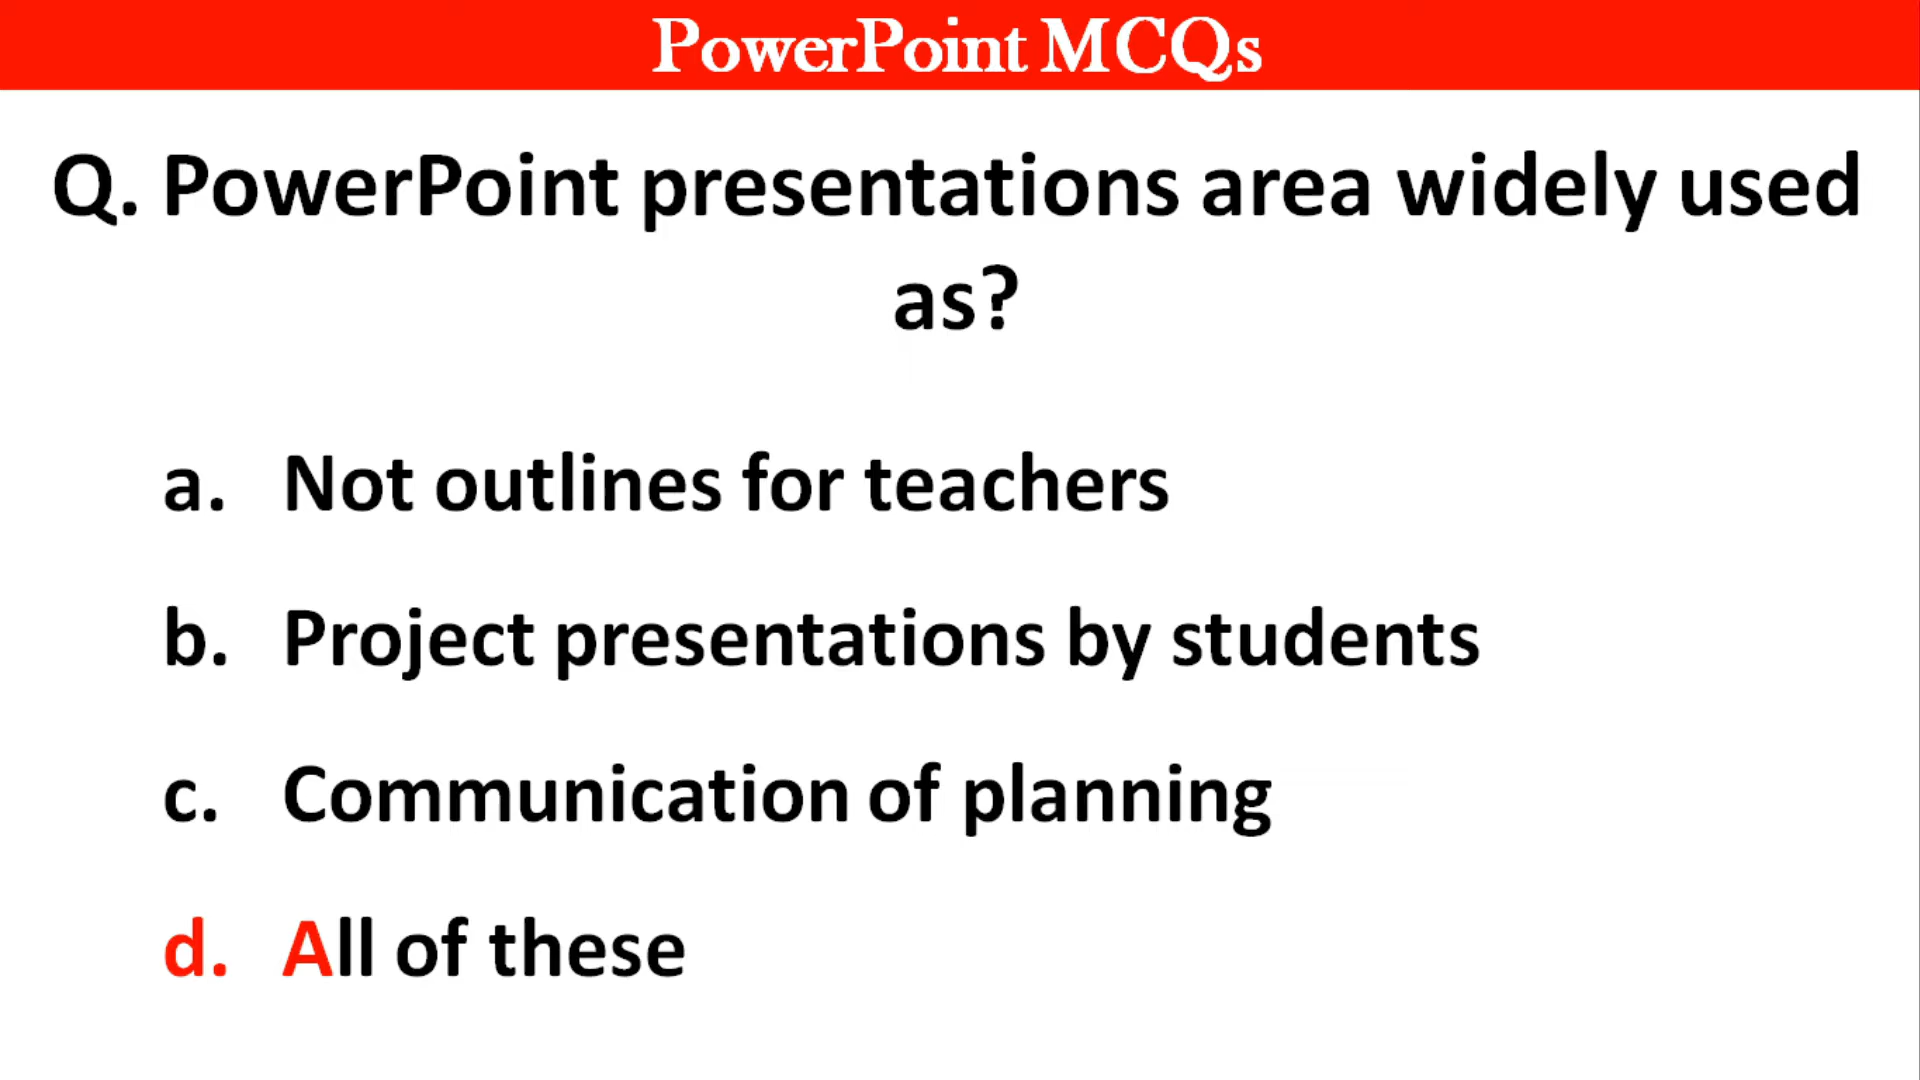 PowerPoint MCQs
Q. PowerPoint presentations area widely used
as?
a. Not outlines for teachers
b. Project presentations by students
c. Communication of planning
d. All of these